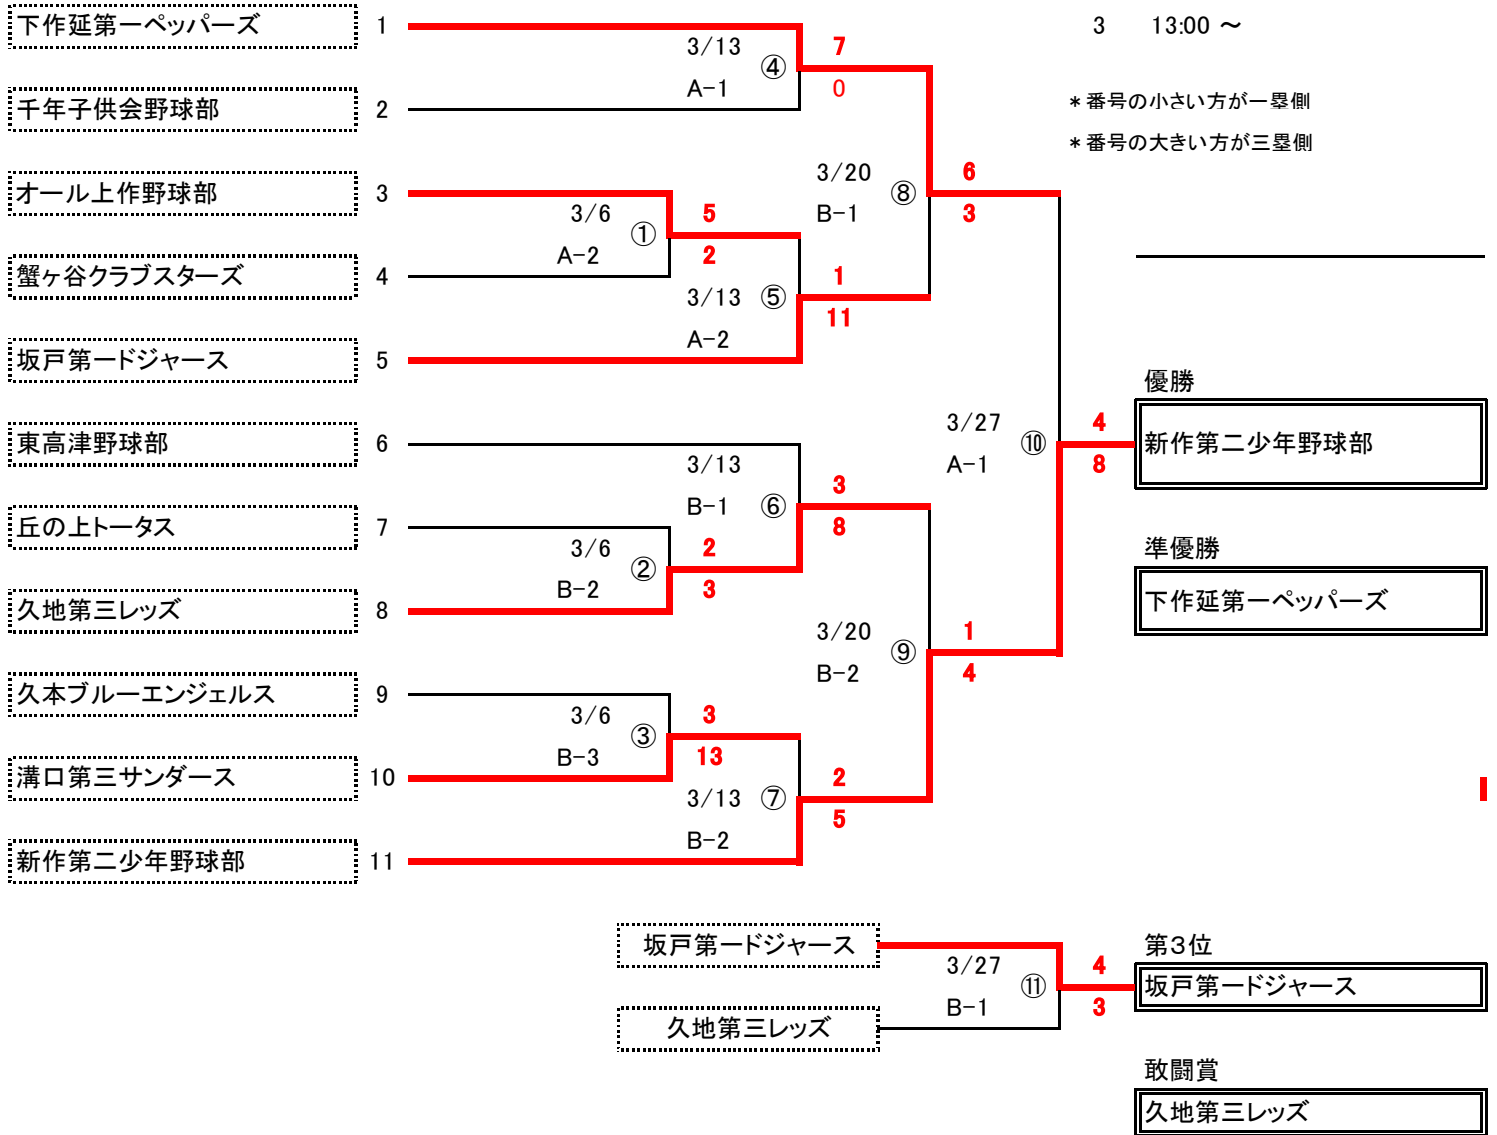 下作延第一ペッパーズ 1
3 13:00 ～
3/13 ④ 7
A-1 0
千年子供会野球部 2
＊番号の小さい方が一塁側
＊番号の大きい方が三塁側
オール上作野球部 3
3/20 ⑧ 6
B-1 3
3/6 ① 5
A-2 2
蟹ヶ谷クラブスターズ 4
3/13 ⑤ 1
A-2 11
坂戸第一ドジャース 5
優勝
新作第二少年野球部
3/27 ⑩ 4
A-1 8
東高津野球部 6
3/13 ⑥ 3
B-1 8
丘の上トータス 7
3/6 ② 2
B-2 3
準優勝
下作延第一ペッパーズ
久地第三レッズ 8
3/20 ⑨ 1
B-2 4
久本ブルーエンジェルス 9
3/6 ③ 3
B-3 13
溝口第三サンダース 10
3/13 ⑦ 2
B-2 5
新作第二少年野球部 11
坂戸第一ドジャース
第3位
3/27 ⑪ 4
坂戸第一ドジャース
B-1 3
久地第三レッズ
敢闘賞
久地第三レッズ